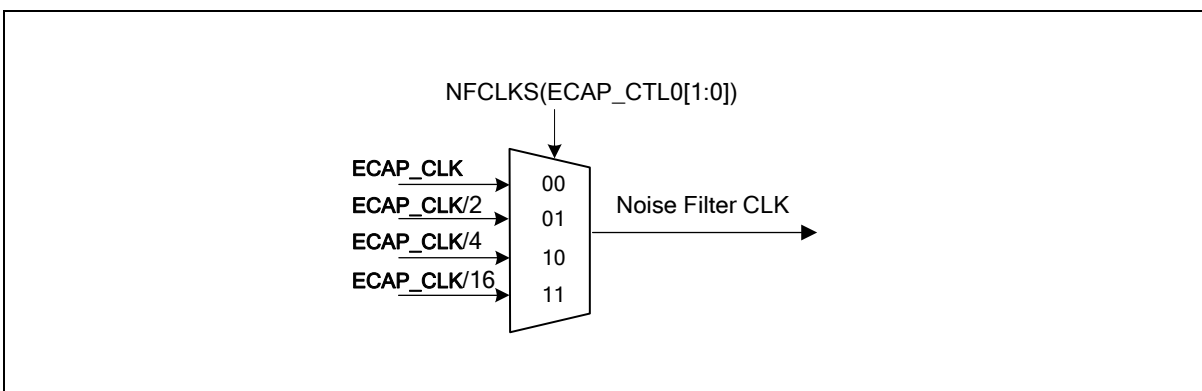 NFCLKS(ECAP_CTL0[1:0])
ECAP_CLK
00
ECAP_CLK/2
01
Noise Filter CLK
ECAP_CLK/4
10
ECAP_CLK/16
11